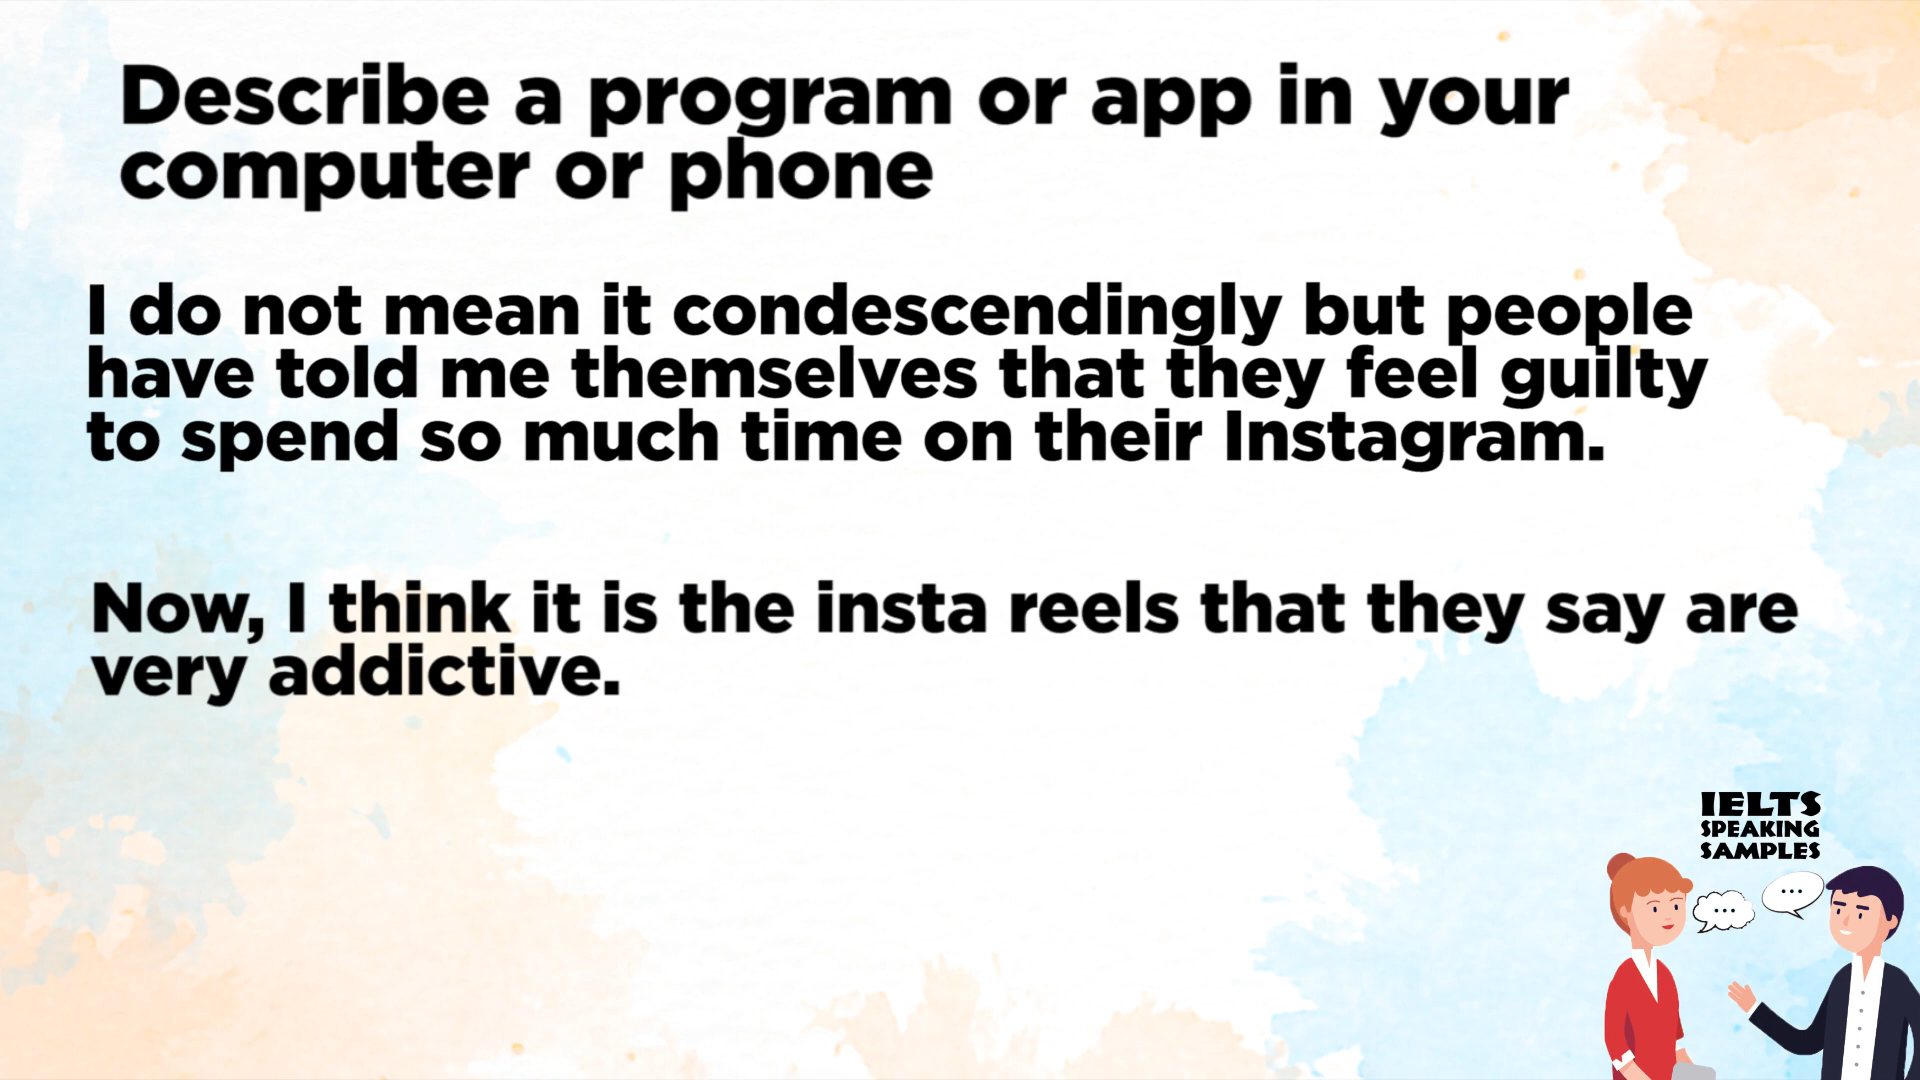 Describe a program or app in your
computer or phone
I do not mean it condescendingly but people
have told me themselves that they feel guilty
to spend so much time on their Instagram.
Now, I think it is the insta reels that they say are
very addictive.
IELTS
SPEAKING
SAMPLES